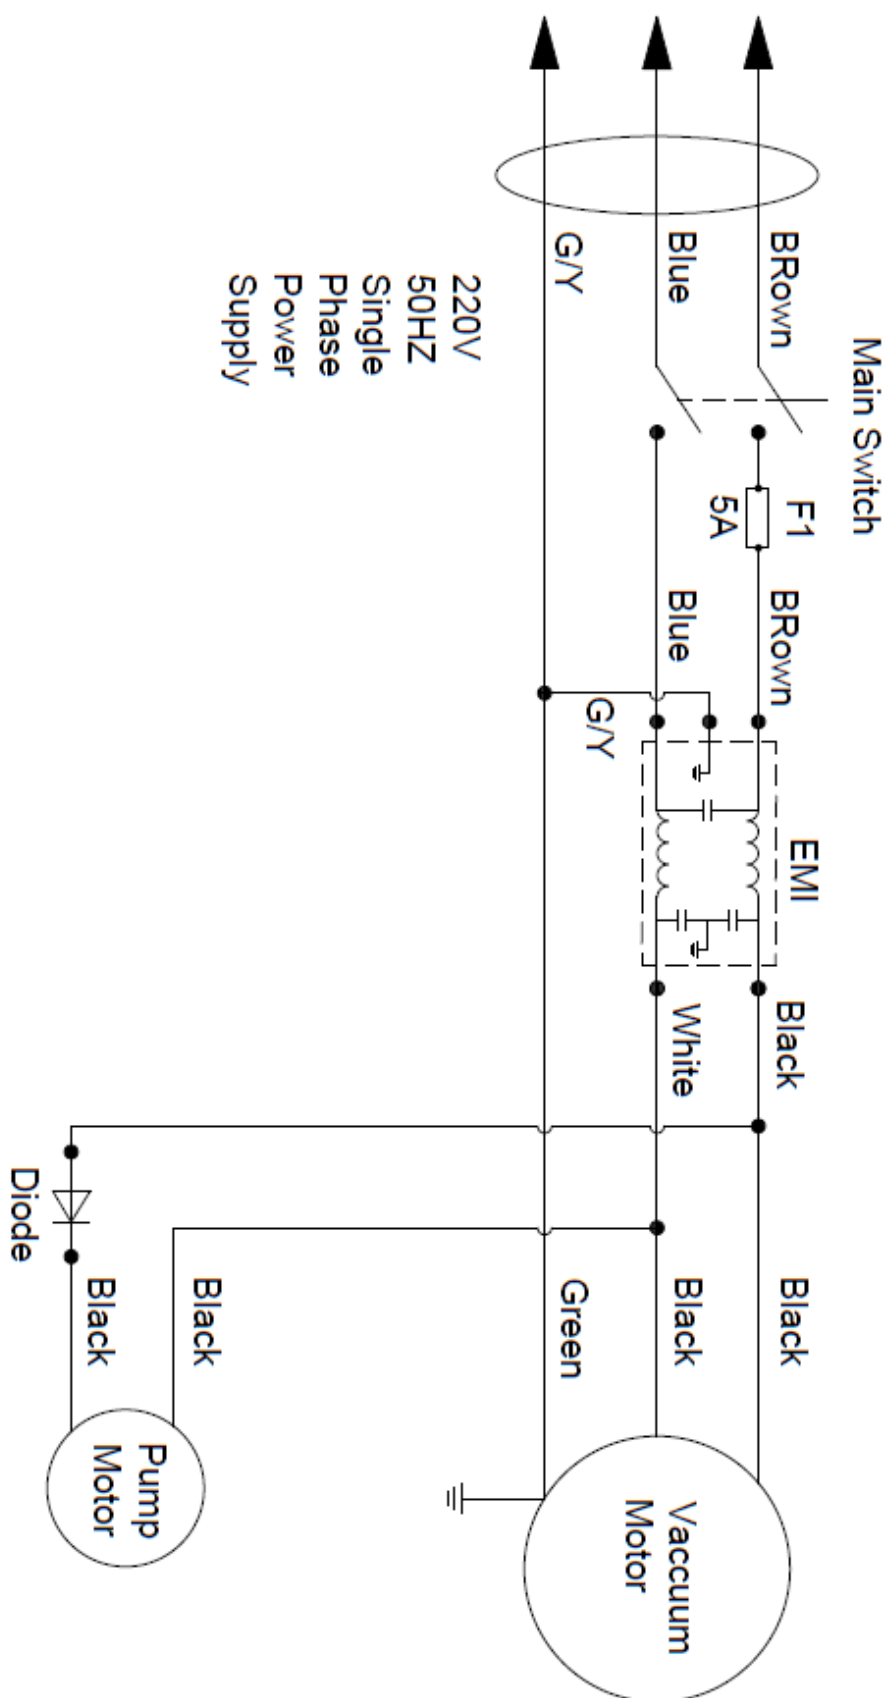 Main Switch
BRown
F1
5A
BRown
EMI
Black
Black
Blue
Blue
White
Black
Vaccuum
Motor
G/Y
G/Y
Green
220V
50HZ
Single
Phase
Power
Supply
Black
Pump
Motor
Diode
Black